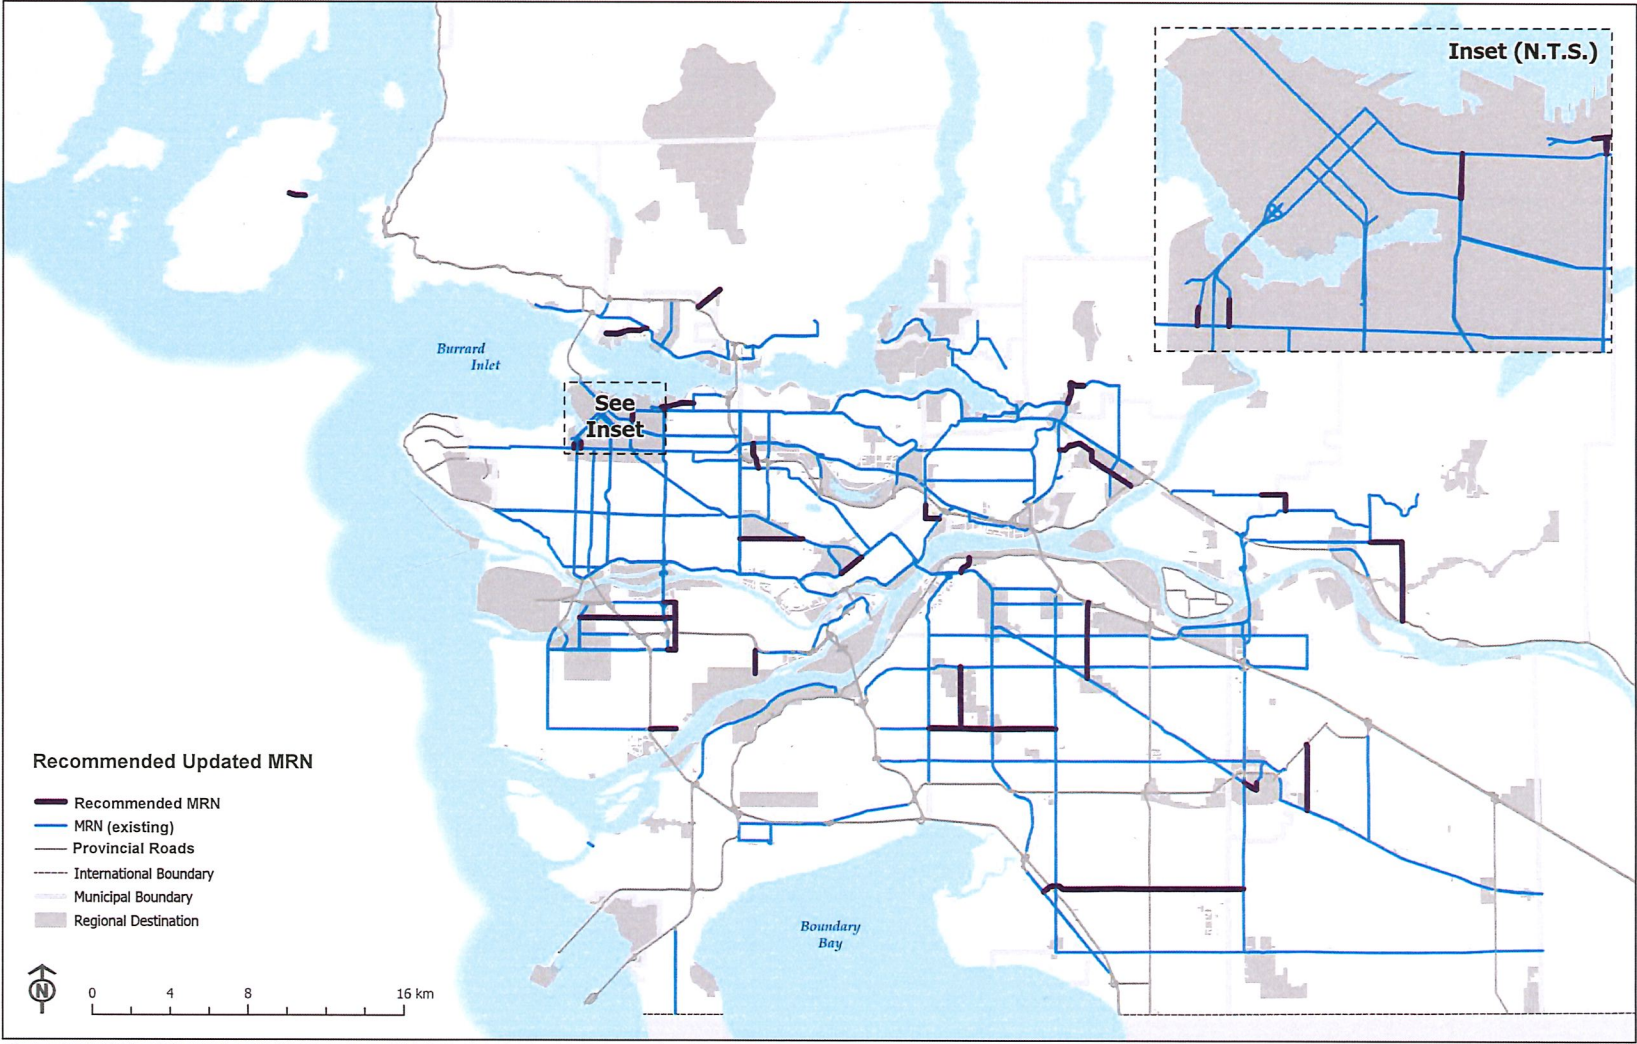 Inset (N.T.S.)
Burrard
Inlet
See
Inset
Recommended Updated MRN
Recommended MRN
MRN (existing)
Provincial Roads
International Boundary
Municipal Boundary
Regional Destination
Boundary
Bay
N
0 4 8 16 km